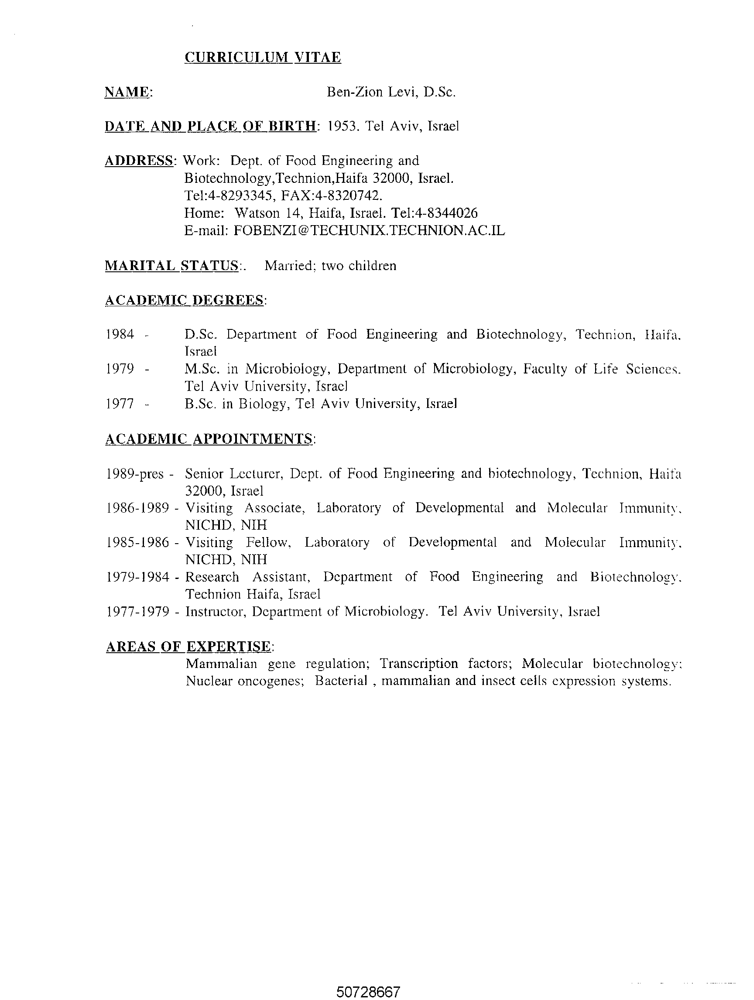 CURRICULUM VITAE
NAME: Ben-Zion Levi, D.Sc.
DATE AND PLACE OF BIRTH: 1953. Tel Aviv, Israel
ADDRESS: Work: Dept. of Food Engineering and
Biotechnology,Technion,Haifa 32000, Israel.
Tel:4-8293345, FAX:4-8320742.
Home: Watson 14, Haifa, Israel. Tel:4-8344026
E-mail: FOBENZI@TECHUNIX.TECHNION.AC.IL
MARITAL STATUS:. Married; two children
ACADEMIC DEGREES:
1984 - D.Sc. Department of Food Engineering and Biotechnology, Technion, Haifa,
Israel
1979 - M.Sc. in Microbiology, Department of Microbiology, Faculty of Life Sciences.
Tel Aviv University, Israel
1977 - B.Sc. in Biology, Tel Aviv University, Israel
ACADEMIC APPOINTMENTS:
1989-pres - Senior Lecturer, Dept. of Food Engineering and biotechnology, Technion, Haifa
32000, Israel
1986-1989 - Visiting Associate, Laboratory of Developmental and Molecular Immunity,
NICHD, NIH
1985-1986 - Visiting Fellow, Laboratory of Developmental and Molecular Immunity,
NICHD, NIH
1979-1984 - Research Assistant, Department of Food Engineering and Biotechnology,
Technion Haifa, Israel
1977-1979 - Instructor, Department of Microbiology. Tel Aviv University, Israel
AREAS OF EXPERTISE:
Mammalian gene regulation; Transcription factors; Molecular biotechnology;
Nuclear oncogenes; Bacterial , mammalian and insect cells expression systems.
50728667